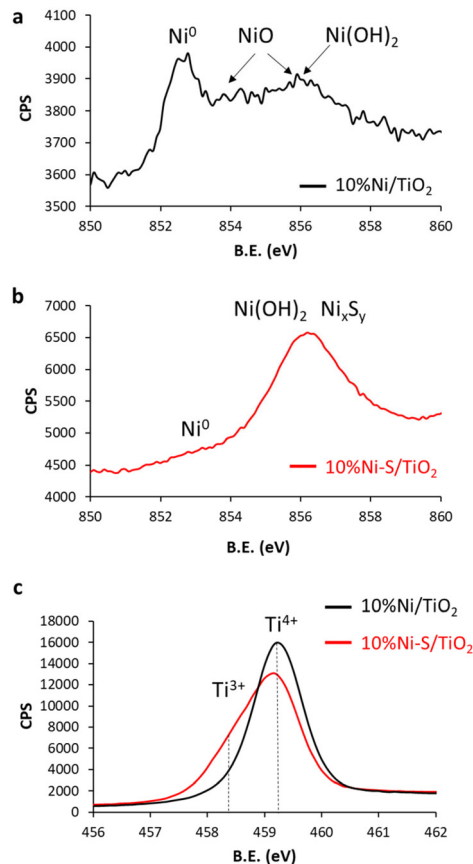 a
Ni⁰ NiO Ni(OH)₂
4100
4000
3900
3800
3700
3600
3500
CPS
850 852 854 856 858 860
B.E. (eV)
10%Ni/TiO₂
b
Ni(OH)₂ NiₓSᵧ
7000
6500
6000
5500
5000
4500
4000
CPS
Ni⁰
10%Ni-S/TiO₂
850 852 854 856 858 860
B.E. (eV)
c
10%Ni/TiO₂
10%Ni-S/TiO₂
18000
16000
14000
12000
10000
8000
6000
4000
2000
0
CPS
Ti⁴⁺
Ti³⁺
456 457 458 459 460 461 462
B.E. (eV)